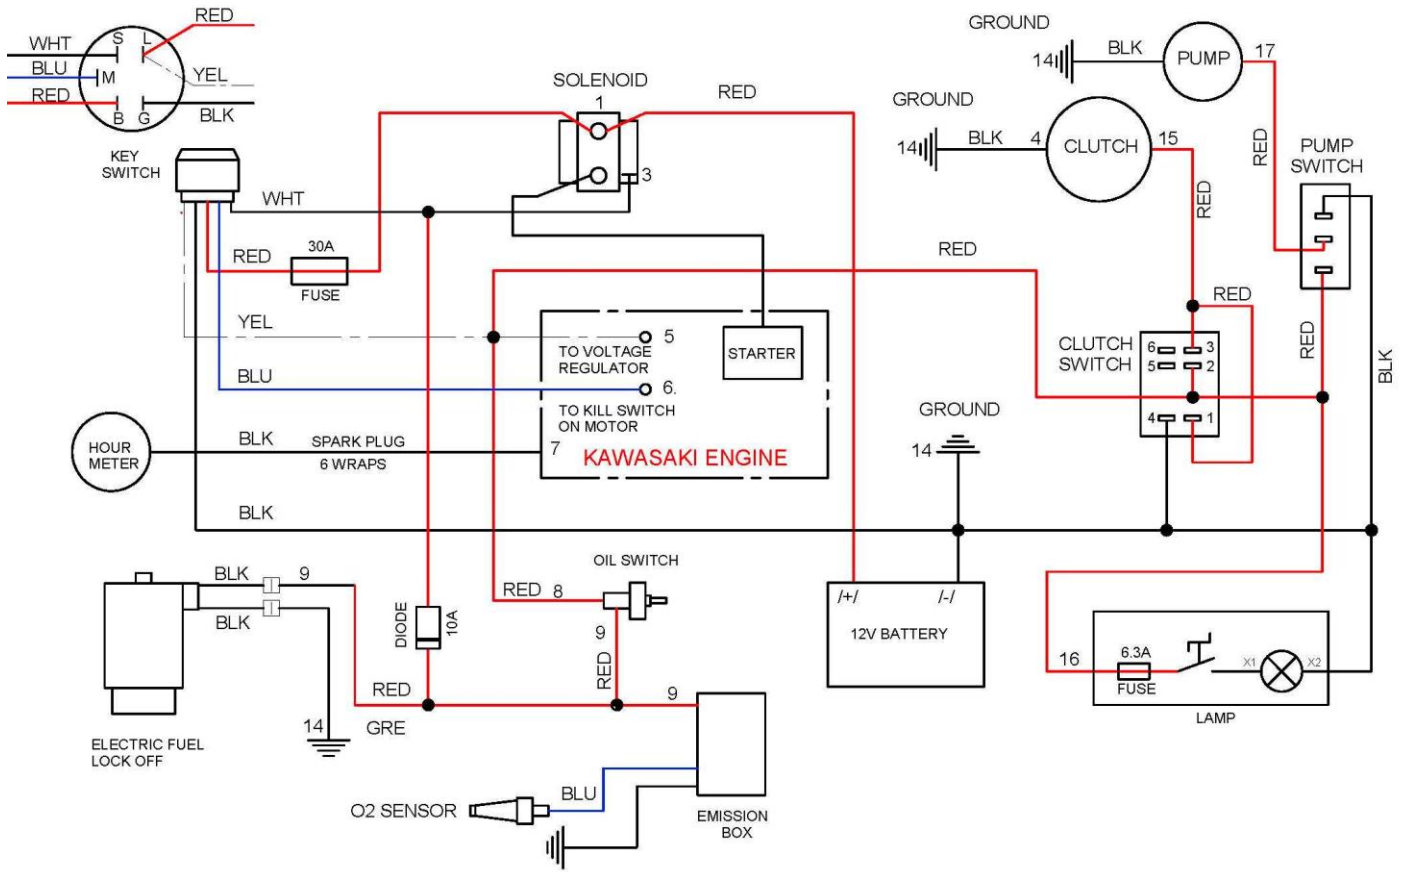 RED
WHT
S L
BLU
M
YEL
RED
B G
BLK
KEY
SWITCH
SOLENOID
1
3
RED
GROUND
14
BLK
PUMP
17
GROUND
14
BLK
4
CLUTCH
15
RED
RED
PUMP
SWITCH
WHT
RED
30A
FUSE
RED
RED
YEL
5
TO VOLTAGE
REGULATOR
STARTER
BLU
6.
TO KILL SWITCH
ON MOTOR
KAWASAKI ENGINE
CLUTCH
SWITCH
6 3
5 2
4 1
RED
BLK
HOUR
METER
BLK
SPARK PLUG
6 WRAPS
7
GROUND
14
BLK
BLK
9
BLK
14
ELECTRIC FUEL
LOCK OFF
DIODE
10A
RED
8
OIL SWITCH
9
RED
RED
GRE
9
/+/
/-/
12V BATTERY
16
6.3A
FUSE
X1
X2
LAMP
O2 SENSOR
BLU
EMISSION
BOX